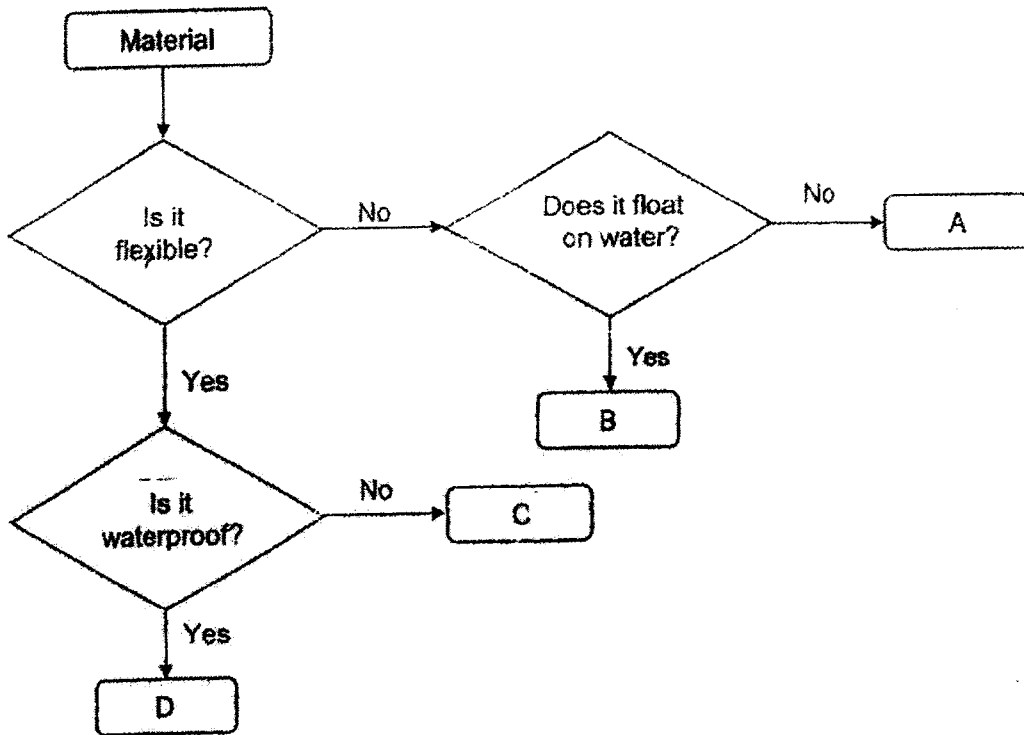 Material
Is it
flexible?
No
Does it float
on water?
No
A
Yes
B
Yes
Is it
waterproof?
No
C
Yes
D